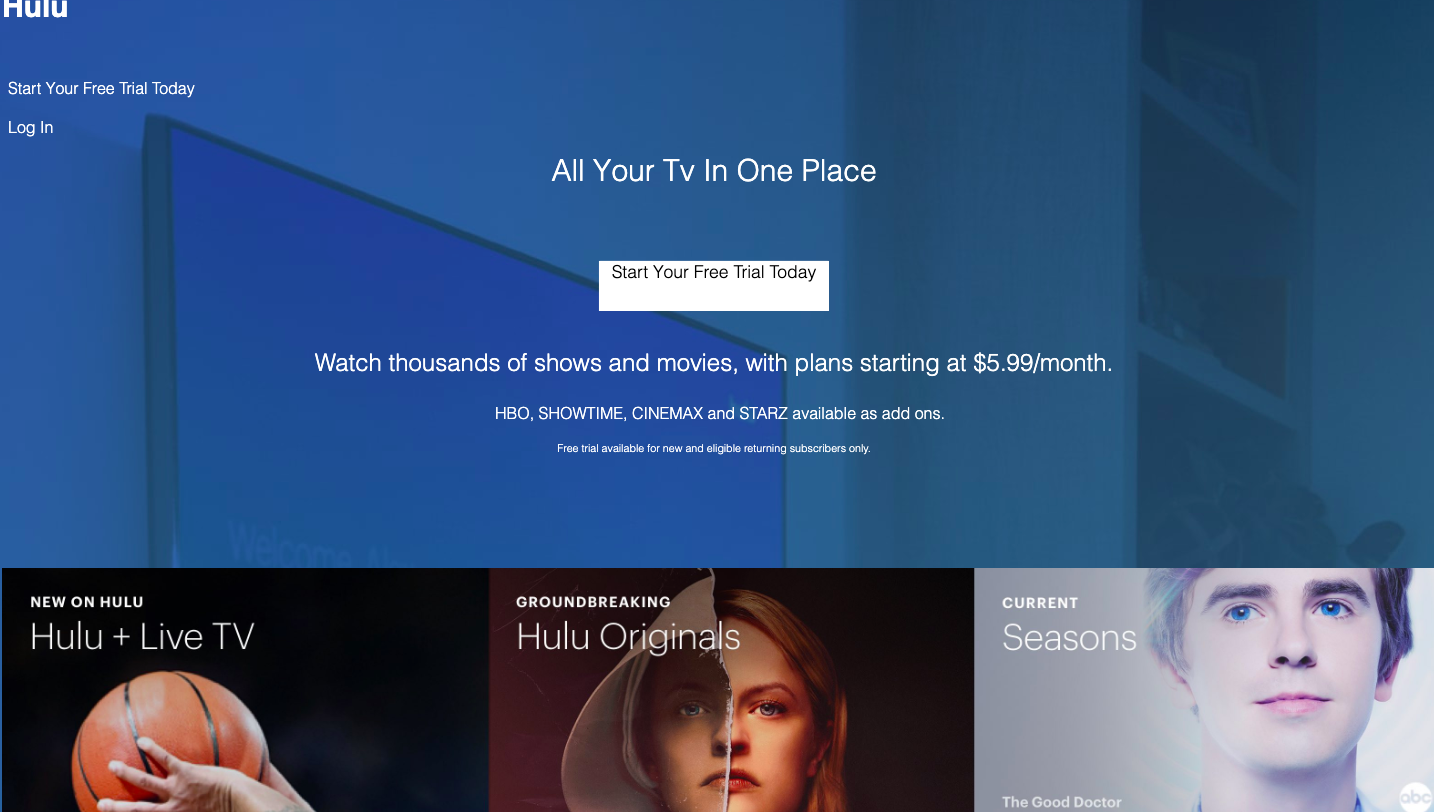 Hulu
Start Your Free Trial Today
Log In
All Your Tv In One Place
Start Your Free Trial Today
Watch thousands of shows and movies, with plans starting at $5.99/month.
HBO, SHOWTIME, CINEMAX and STARZ available as add ons.
Free trial available for new and eligible returning subscribers only.
Welcome,
NEW ON HULU
Hulu + Live TV
GROUNDBREAKING
Hulu Originals
CURRENT
Seasons
The Good Doctor
abc